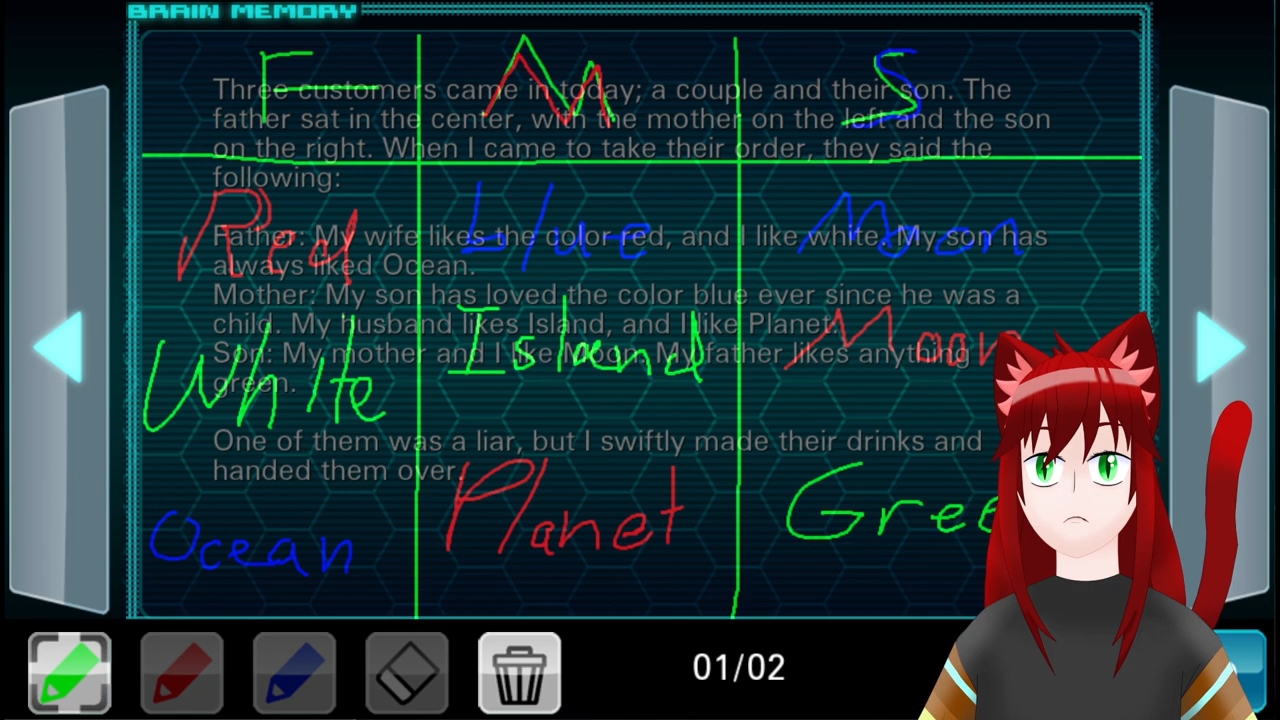 BRAIN MEMORY
F M S
Three customers came in today; a couple and their son. The
father sat in the center, with the mother on the left and the son
on the right. When I came to take their order, they said the
following:
Red Blue Moon
Father: My wife likes the color red, and I like white. My son has
always liked Ocean.
Mother: My son has loved the color blue ever since he was a
child. My husband likes Island, and I like Planet.
White Island Moon
Son: My mother and I like Moon. My father likes anything
green.
One of them was a liar, but I swiftly made their drinks and
handed them over.
Ocean Planet Gree
01/02